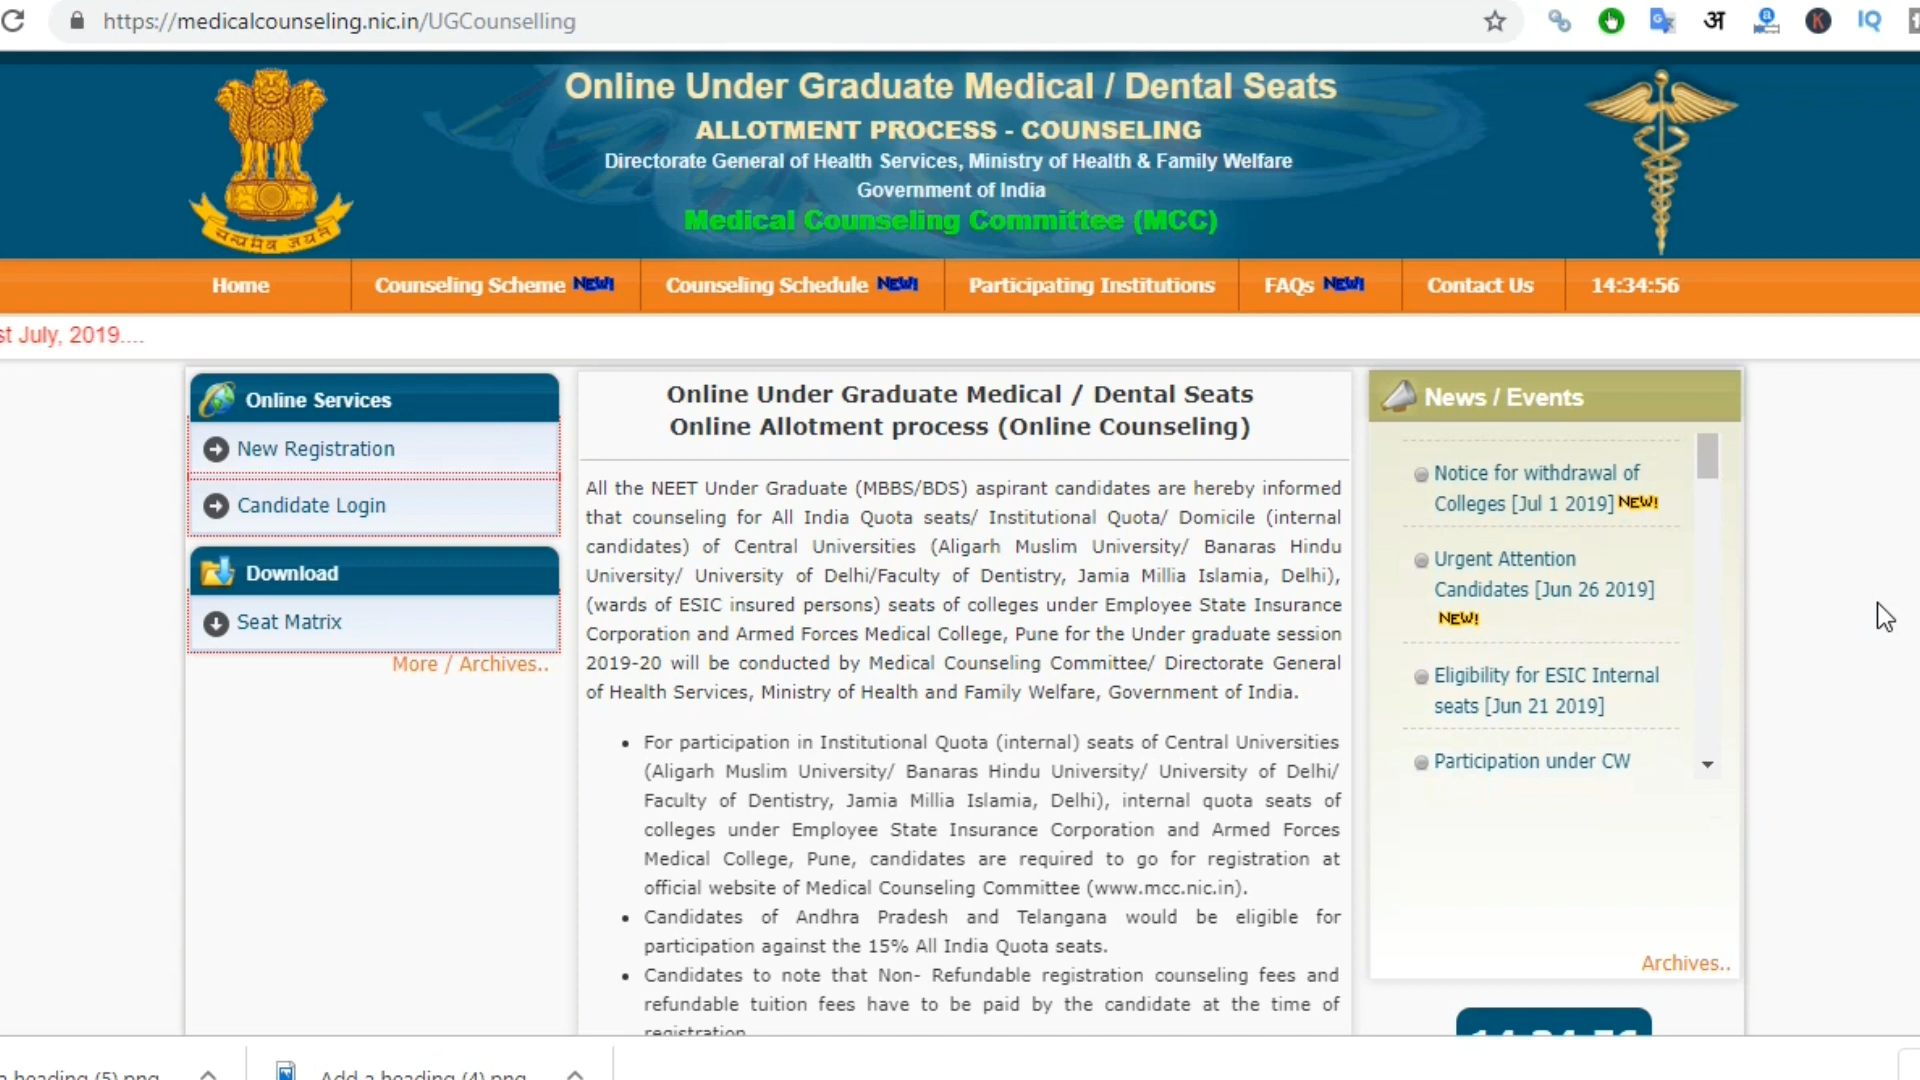 https://medicalcounseling.nic.in/UGCounselling
अ
K
IQ
Online Under Graduate Medical / Dental Seats
ALLOTMENT PROCESS - COUNSELING
Directorate General of Health Services, Ministry of Health & Family Welfare
Government of India
Medical Counseling Committee (MCC)
सत्यमेव जयते
Home
Counseling Scheme NEW!
Counseling Schedule NEW!
Participating Institutions
FAQs NEW!
Contact Us
14:34:56
st July, 2019....
Online Services
New Registration
Candidate Login
Download
Seat Matrix
More / Archives..
Online Under Graduate Medical / Dental Seats
Online Allotment process (Online Counseling)
All the NEET Under Graduate (MBBS/BDS) aspirant candidates are hereby informed
that counseling for All India Quota seats/ Institutional Quota/ Domicile (internal
candidates) of Central Universities (Aligarh Muslim University/ Banaras Hindu
University/ University of Delhi/Faculty of Dentistry, Jamia Millia Islamia, Delhi),
(wards of ESIC insured persons) seats of colleges under Employee State Insurance
Corporation and Armed Forces Medical College, Pune for the Under graduate session
2019-20 will be conducted by Medical Counseling Committee/ Directorate General
of Health Services, Ministry of Health and Family Welfare, Government of India.
For participation in Institutional Quota (internal) seats of Central Universities
(Aligarh Muslim University/ Banaras Hindu University/ University of Delhi/
Faculty of Dentistry, Jamia Millia Islamia, Delhi), internal quota seats of
colleges under Employee State Insurance Corporation and Armed Forces
Medical College, Pune, candidates are required to go for registration at
official website of Medical Counseling Committee (www.mcc.nic.in).
Candidates of Andhra Pradesh and Telangana would be eligible for
participation against the 15% All India Quota seats.
Candidates to note that Non- Refundable registration counseling fees and
refundable tuition fees have to be paid by the candidate at the time of
registration
News / Events
Notice for withdrawal of
Colleges [Jul 1 2019] NEW!
Urgent Attention
Candidates [Jun 26 2019]
NEW!
Eligibility for ESIC Internal
seats [Jun 21 2019]
Participation under CW
Archives..
14:34:56
a heading (5).png
Add a heading (4).png